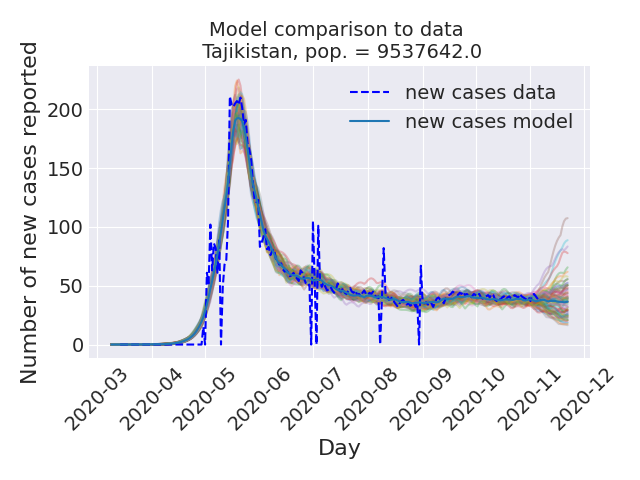 Model comparison to data
Tajikistan, pop. = 9537642.0
Number of new cases reported
200
150
100
50
0
new cases data
new cases model
2020-03
2020-04
2020-05
2020-06
2020-07
2020-08
2020-09
2020-10
2020-11
2020-12
Day